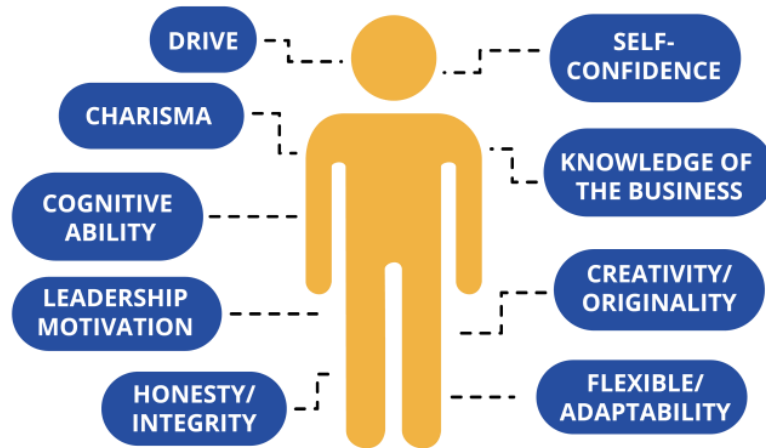 DRIVE
CHARISMA
COGNITIVE
ABILITY
LEADERSHIP
MOTIVATION
HONESTY/
INTEGRITY
SELF-
CONFIDENCE
KNOWLEDGE OF
THE BUSINESS
CREATIVITY/
ORIGINALITY
FLEXIBLE/
ADAPTABILITY